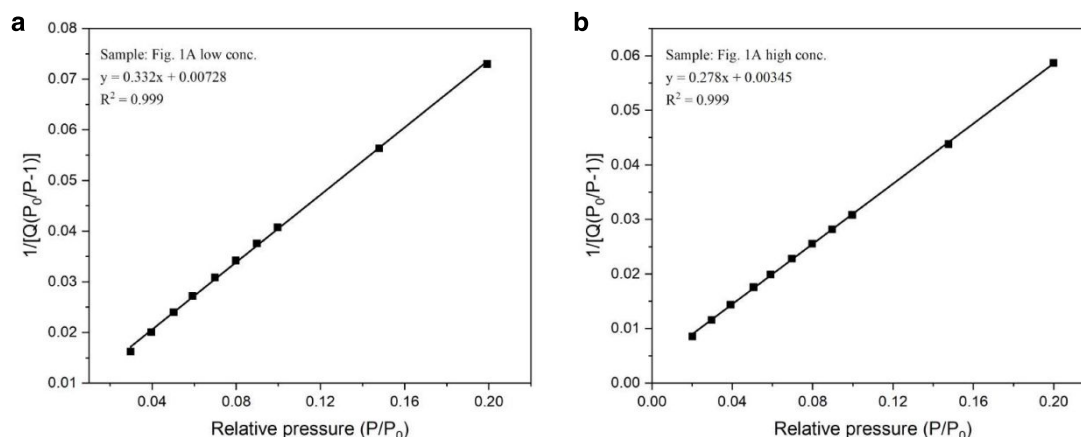 a
Sample: Fig. 1A low conc.
y = 0.332x + 0.00728
R² = 0.999
1/[Q(P₀/P-1)]
0.08
0.07
0.06
0.05
0.04
0.03
0.02
0.01
0.04 0.08 0.12 0.16 0.20
Relative pressure (P/P₀)
b
Sample: Fig. 1A high conc.
y = 0.278x + 0.00345
R² = 0.999
1/[Q(P₀/P-1)]
0.06
0.05
0.04
0.03
0.02
0.01
0.00
0.00 0.04 0.08 0.12 0.16 0.20
Relative pressure (P/P₀)